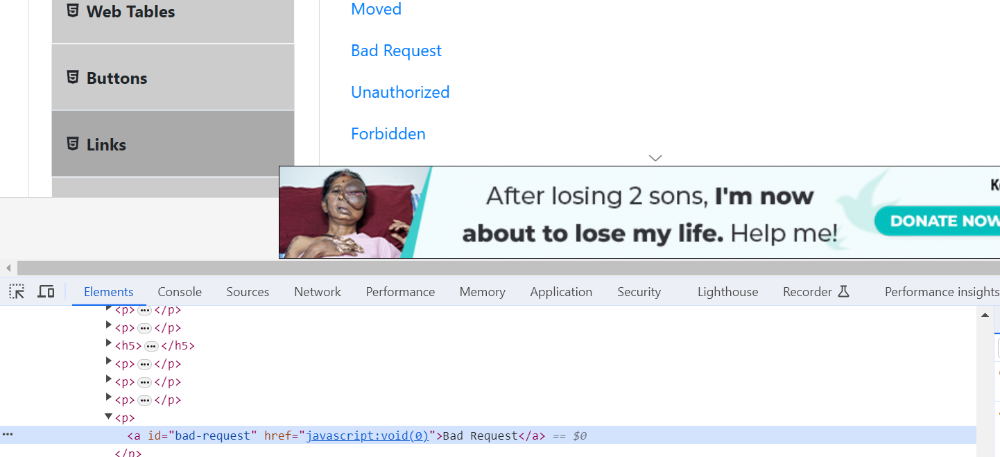 Web Tables
Buttons
Links
Moved
Bad Request
Unauthorized
Forbidden
After losing 2 sons, I'm now
about to lose my life. Help me!
DONATE NOW
Elements Console Sources Network Performance Memory Application Security Lighthouse Recorder Performance insights
<p>…</p>
<p>…</p>
<h5>…</h5>
<p>…</p>
<p>…</p>
<p>…</p>
<p>
<a id="bad-request" href="javascript:void(0)">Bad Request</a> == $0
</p>